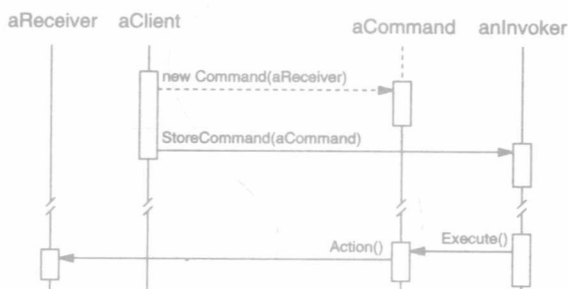 aReceiver aClient aCommand anInvoker
new Command(aReceiver)
StoreCommand(aCommand)
Action() Execute()